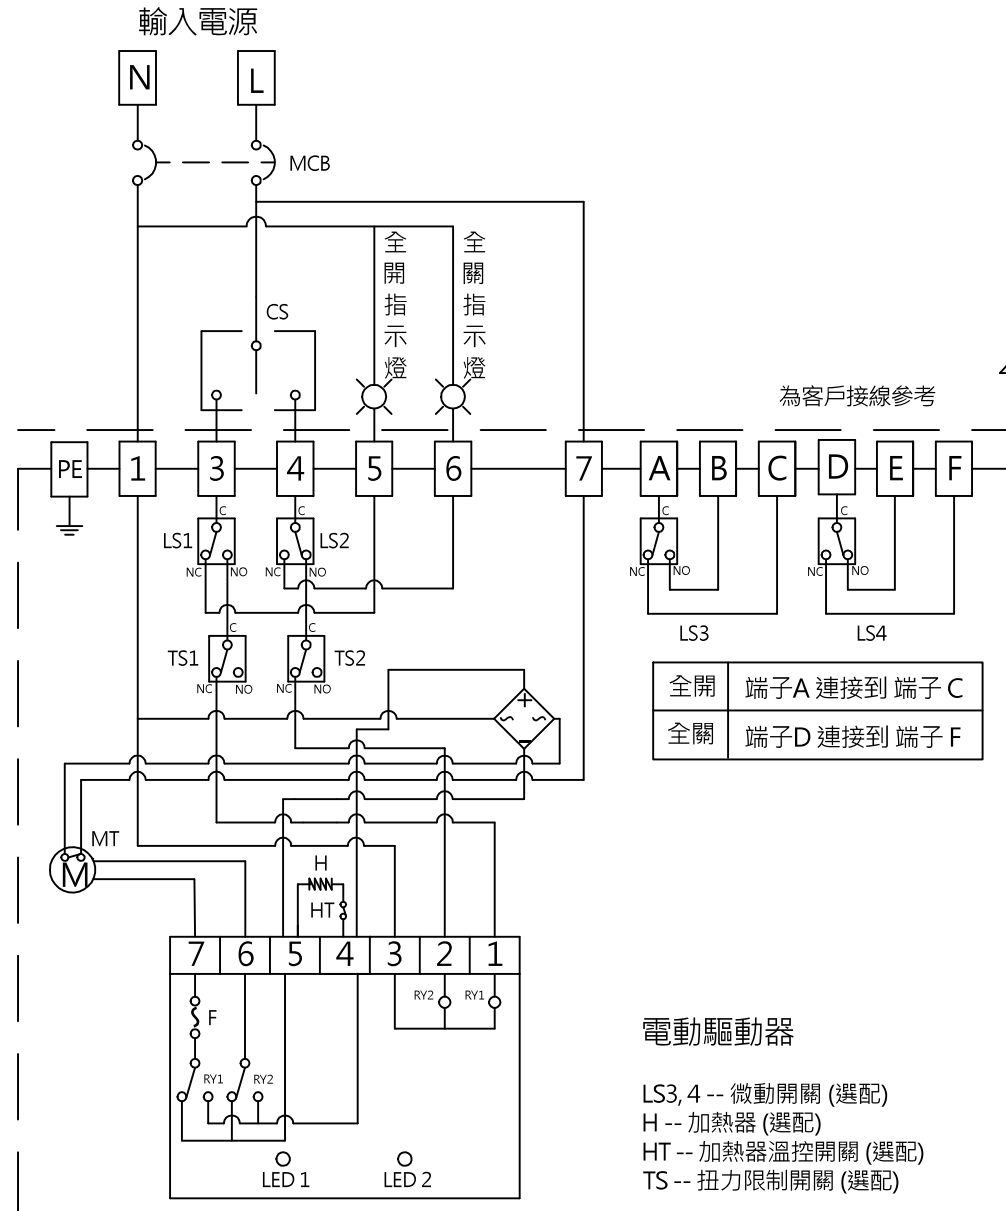 輸入電源
N L
MCB
CS
全開指示燈
全關指示燈
為客戶接線參考
PE 1 3 4 5 6 7 A B C D E F
C C C C
LS1 LS2
NC NO NC NO NC NO NC NO
LS3 LS4
C C
TS1 TS2
NC NO NC NO
全開 端子A 連接到 端子 C
全關 端子D 連接到 端子 F
+
-
MT
M
H
HT
7 6 5 4 3 2 1
RY2 RY1
F
RY1 RY2
LED 1 LED 2
電動驅動器
LS3, 4 -- 微動開關 (選配)
H -- 加熱器 (選配)
HT -- 加熱器溫控開關 (選配)
TS -- 扭力限制開關 (選配)